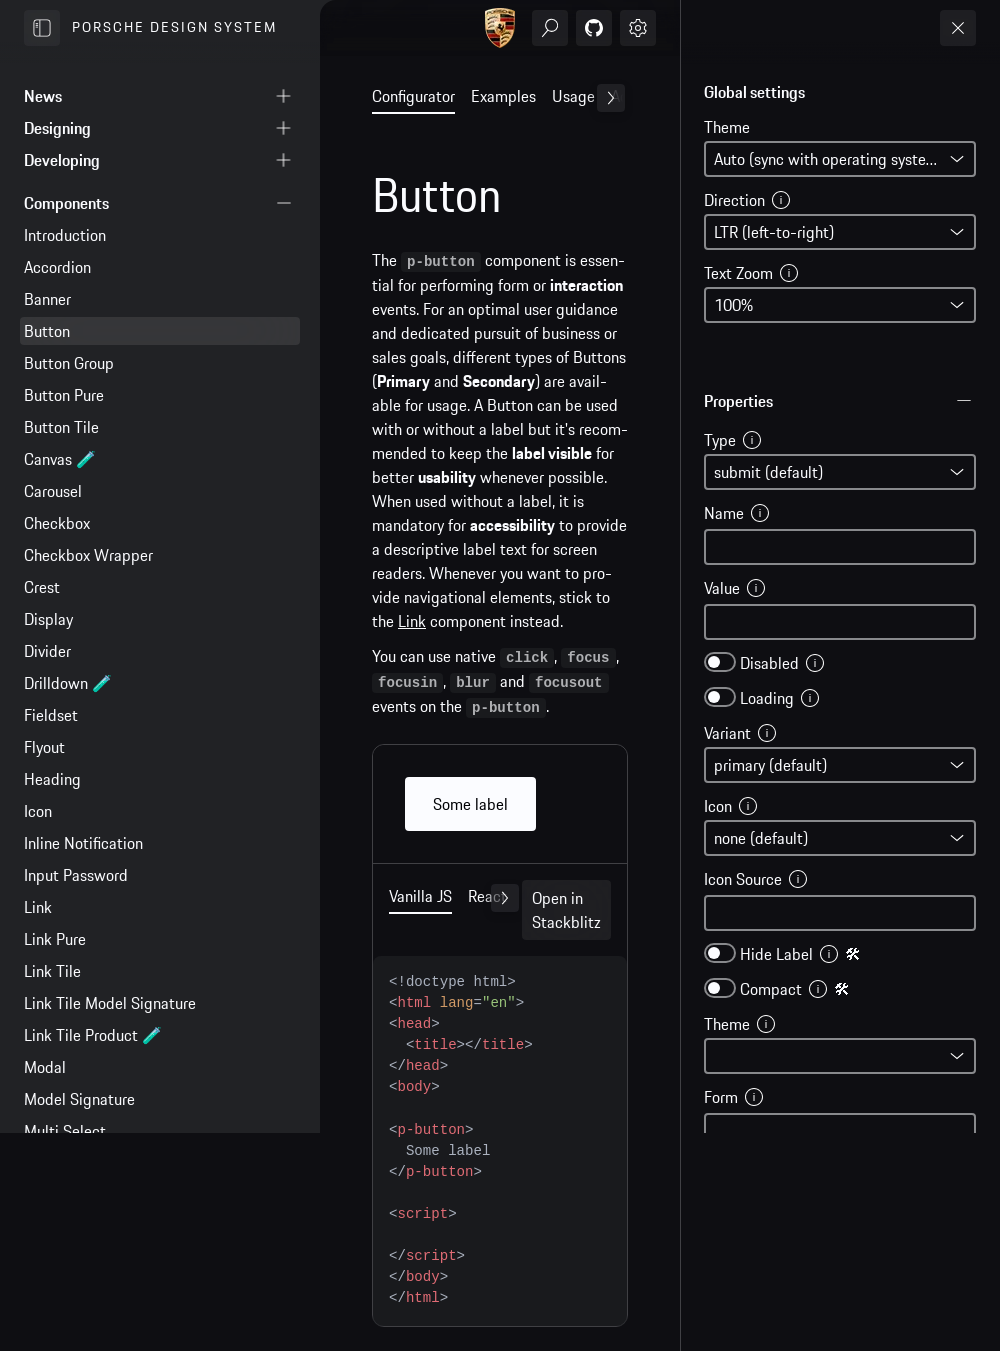 PORSCHE DESIGN SYSTEM
News
Designing
Developing
Components
Introduction
Accordion
Banner
Button
Button Group
Button Pure
Button Tile
Canvas 🧪
Carousel
Checkbox
Checkbox Wrapper
Crest
Display
Divider
Drilldown 🧪
Fieldset
Flyout
Heading
Icon
Inline Notification
Input Password
Link
Link Pure
Link Tile
Link Tile Model Signature
Link Tile Product 🧪
Modal
Model Signature
Multi Select
Configurator Examples Usage
Button
The p-button component is essen-
tial for performing form or interaction
events. For an optimal user guidance
and dedicated pursuit of business or
sales goals, different types of Buttons
(Primary and Secondary) are avail-
able for usage. A Button can be used
with or without a label but it's recom-
mended to keep the label visible for
better usability whenever possible.
When used without a label, it is
mandatory for accessibility to provide
a descriptive label text for screen
readers. Whenever you want to pro-
vide navigational elements, stick to
the Link component instead.
You can use native click, focus,
focusin, blur and focusout
events on the p-button.
Some label
Vanilla JS React
Open in
Stackblitz
<!doctype html>
<html lang="en">
<head>
  <title></title>
</head>
<body>
<p-button>
  Some label
</p-button>
<script>
</script>
</body>
</html>
Global settings
Theme
Auto (sync with operating syste...
Direction
LTR (left-to-right)
Text Zoom
100%
Properties
Type
submit (default)
Name
Value
Disabled
Loading
Variant
primary (default)
Icon
none (default)
Icon Source
Hide Label 🛠
Compact 🛠
Theme
Form